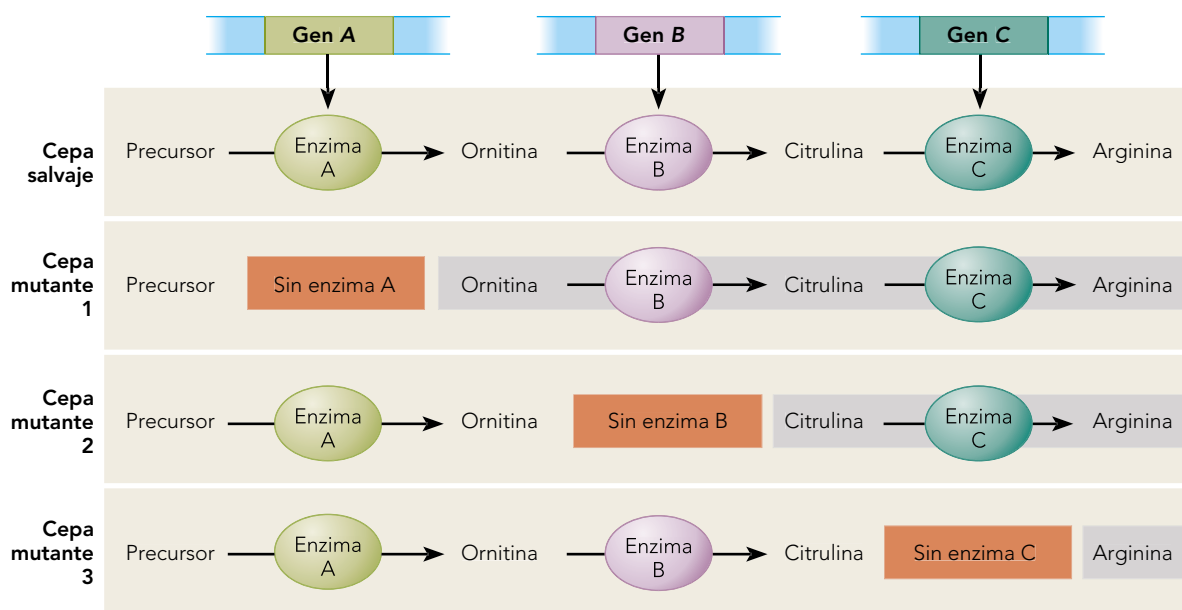 Gen A
Gen B
Gen C
Cepa
salvaje
Precursor
Enzima
A
Ornitina
Enzima
B
Citrulina
Enzima
C
Arginina
Cepa
mutante
1
Precursor
Sin enzima A
Ornitina
Enzima
B
Citrulina
Enzima
C
Arginina
Cepa
mutante
2
Precursor
Enzima
A
Ornitina
Sin enzima B
Citrulina
Enzima
C
Arginina
Cepa
mutante
3
Precursor
Enzima
A
Ornitina
Enzima
B
Citrulina
Sin enzima C
Arginina